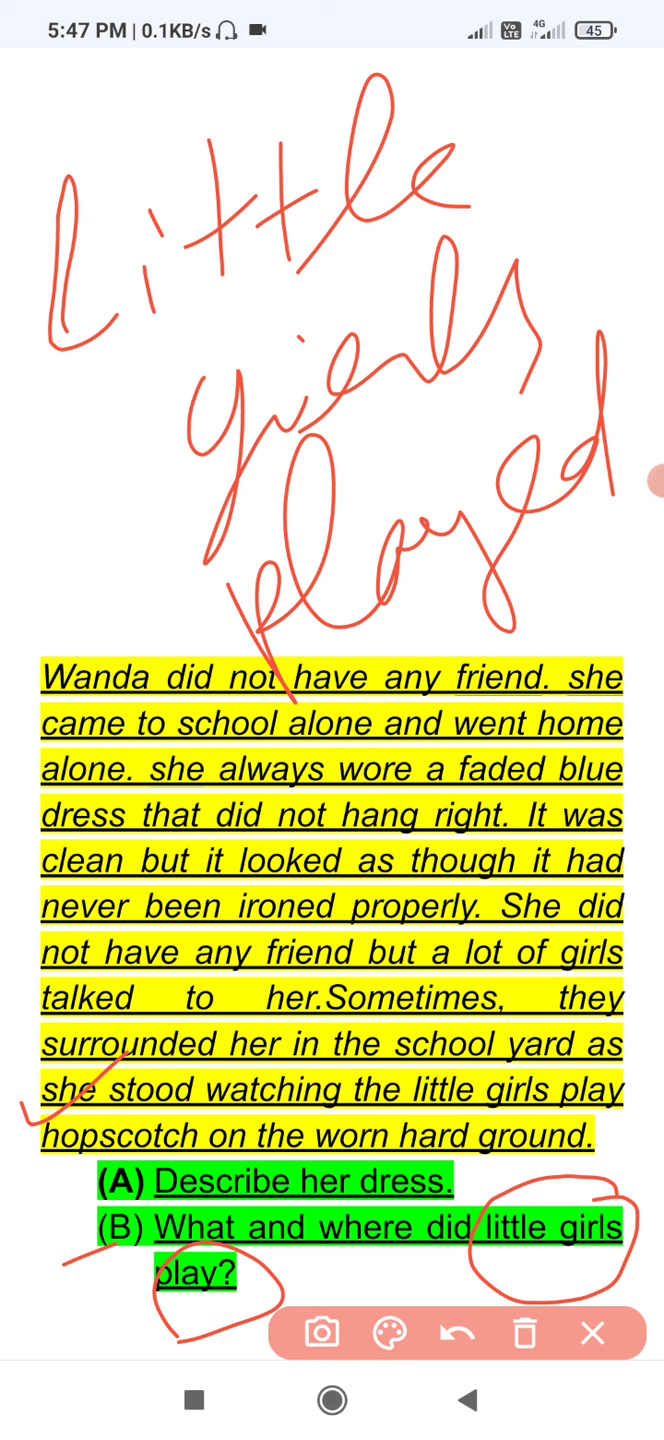 5:47 PM | 0.1KB/s
Vo LTE 4G 45
Little
girls
played
Wanda did not have any friend. she
came to school alone and went home
alone. she always wore a faded blue
dress that did not hang right. It was
clean but it looked as though it had
never been ironed properly. She did
not have any friend but a lot of girls
talked to her.Sometimes, they
surrounded her in the school yard as
she stood watching the little girls play
hopscotch on the worn hard ground.
(A) Describe her dress.
(B) What and where did little girls
play?